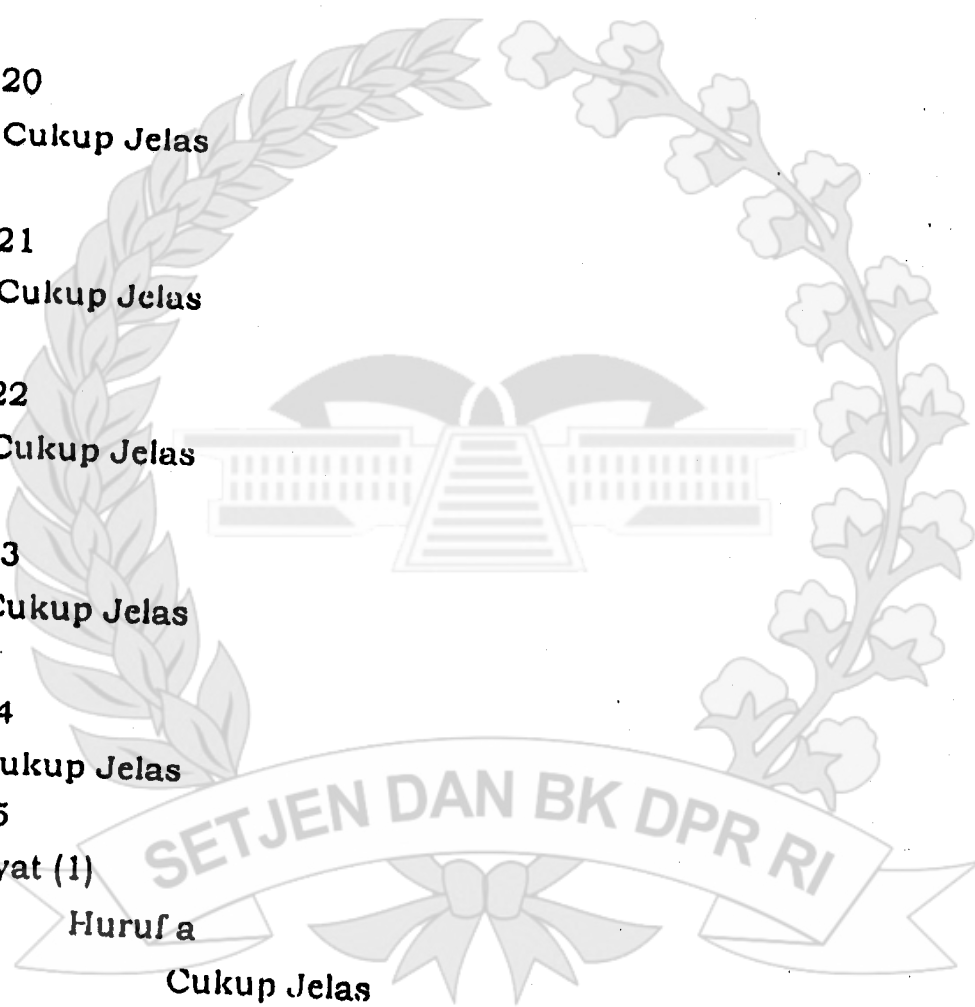 20
Cukup Jelas
21
Cukup Jelas
22
Cukup Jelas
3
Cukup Jelas
4
ukup Jelas
5
yat (1)
Huruf a
Cukup Jelas
SETJEN DAN BK DPR RI